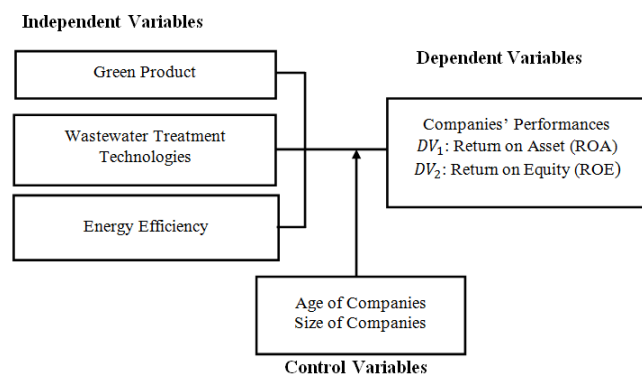 Independent Variables
Green Product
Wastewater Treatment
Technologies
Energy Efficiency
Dependent Variables
Companies’ Performances
DV₁: Return on Asset (ROA)
DV₂: Return on Equity (ROE)
Age of Companies
Size of Companies
Control Variables